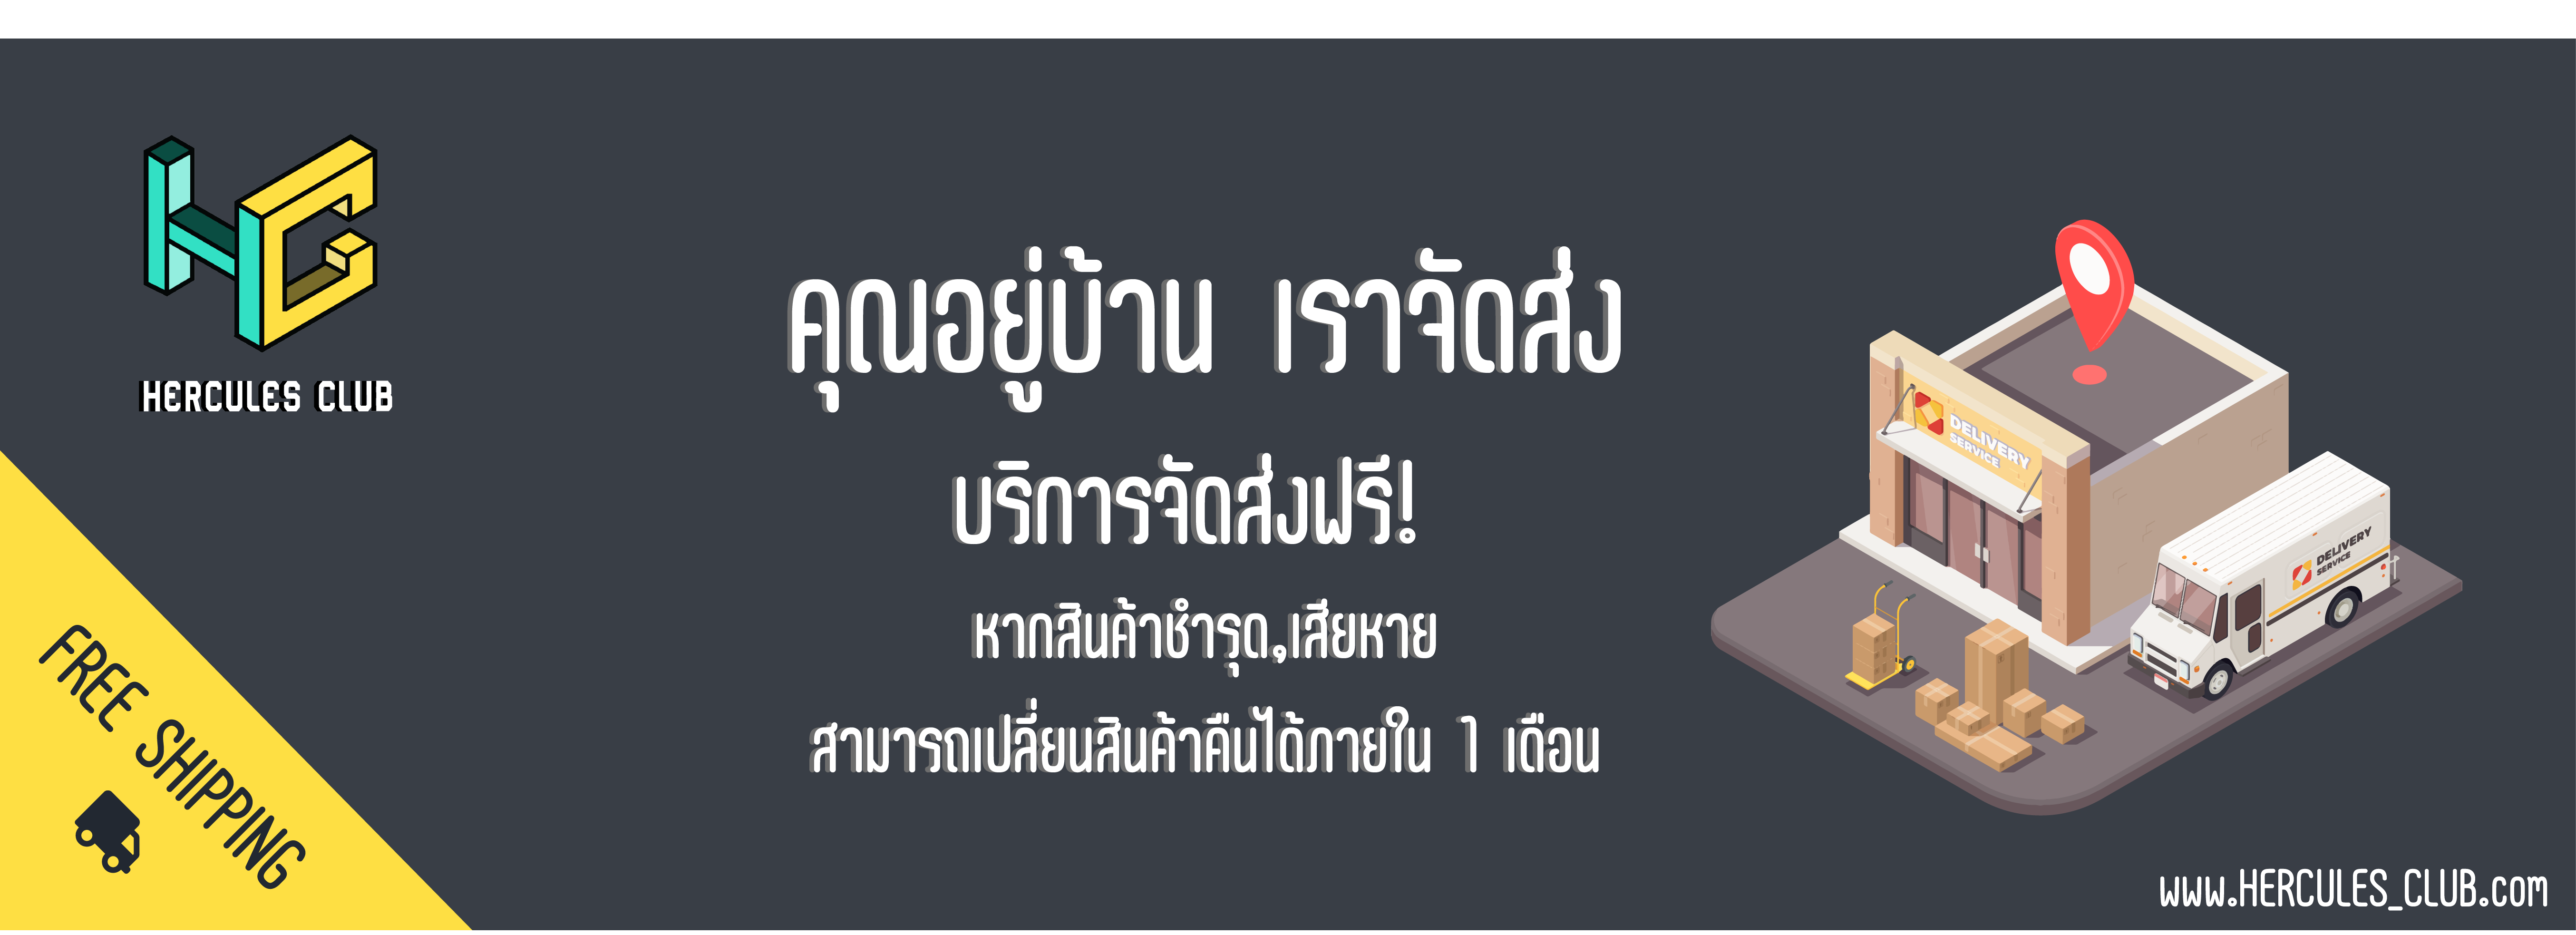 HERCULES CLUB
คุณอยู่บ้าน เราจัดส่ง
บริการจัดส่งฟรี!
หากสินค้าชำรุด,เสียหาย
สามารถเปลี่ยนสินค้าคืนได้ภายใน 1 เดือน
FREE SHIPPING
DELIVERY
SERVICE
DELIVERY
SERVICE
www.HERCULES_CLUB.com